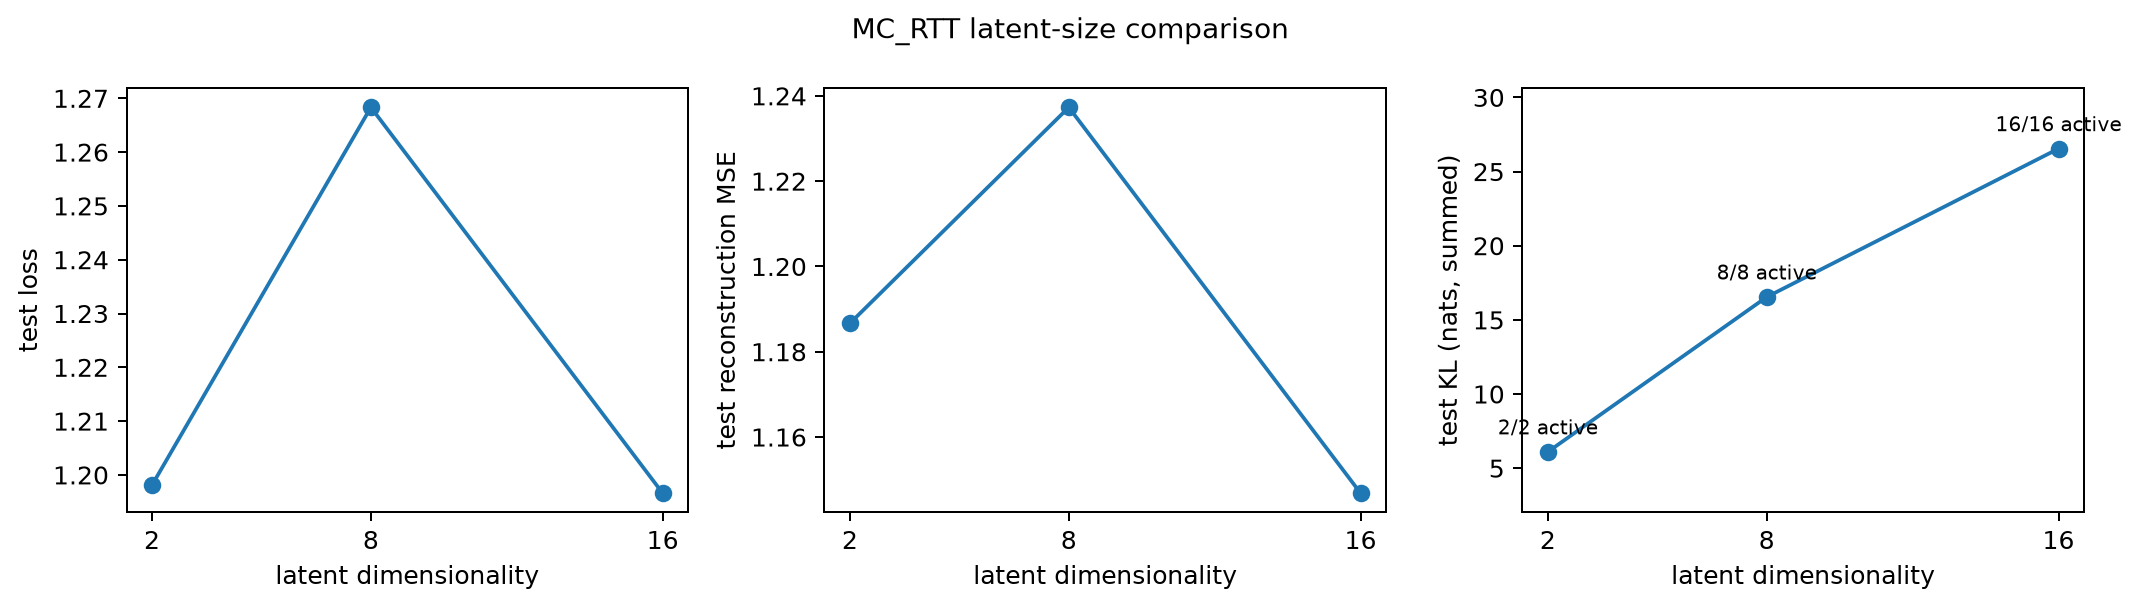 MC_RTT latent-size comparison
test loss
1.27
1.26
1.25
1.24
1.23
1.22
1.21
1.20
2 8 16
latent dimensionality
test reconstruction MSE
1.24
1.22
1.20
1.18
1.16
2 8 16
latent dimensionality
test KL (nats, summed)
30
25
20
15
10
5
16/16 active
8/8 active
2/2 active
2 8 16
latent dimensionality